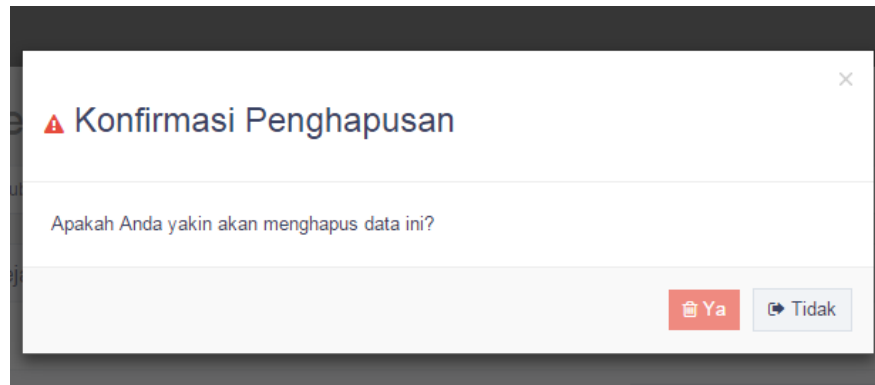 Konfirmasi Penghapusan
Apakah Anda yakin akan menghapus data ini?
Ya
Tidak